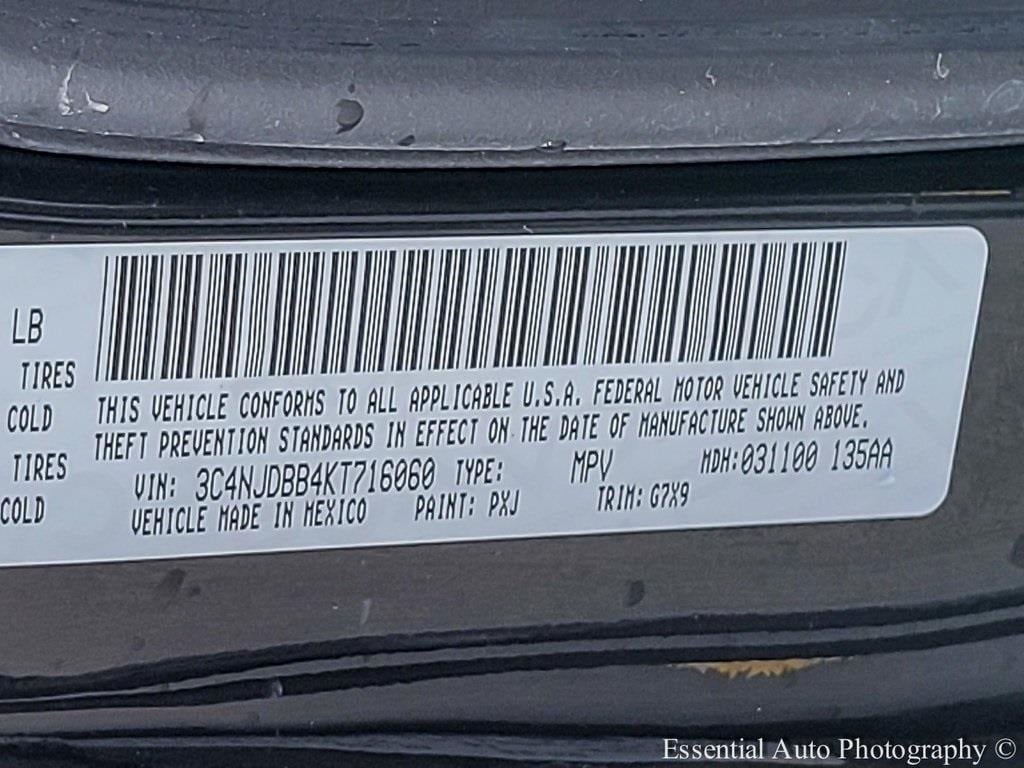 LB
TIRES
COLD
TIRES
COLD
THIS VEHICLE CONFORMS TO ALL APPLICABLE U.S.A. FEDERAL MOTOR VEHICLE SAFETY AND
THEFT PREVENTION STANDARDS IN EFFECT ON THE DATE OF MANUFACTURE SHOWN ABOVE.
VIN: 3C4NJDBB4KT716060 TYPE: MPV MDH:031100 135AA
VEHICLE MADE IN MEXICO PAINT: PXJ TRIM: G7X9
Essential Auto Photography ©